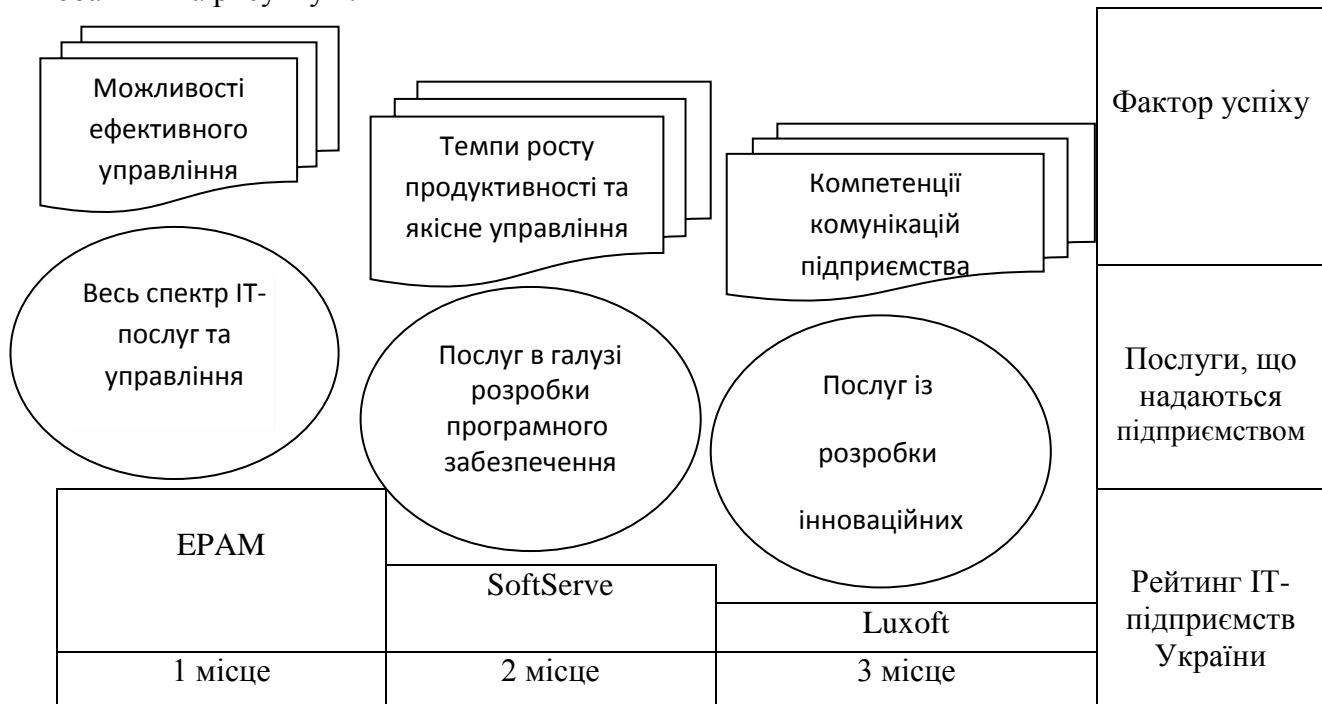 Можливості
ефективного
управління
Темпи росту
продуктивності та
якісне управління
Компетенції
комунікацій
підприємства
Фактор успіху
Весь спектр ІТ-
послуг та
управління
Послуг в галузі
розробки
програмного
забезпечення
Послуг із
розробки
інноваційних
Послуги, що
надаються
підприємством
EPAM
SoftServe
Luxoft
Рейтинг ІТ-
підприємств
України
1 місце
2 місце
3 місце